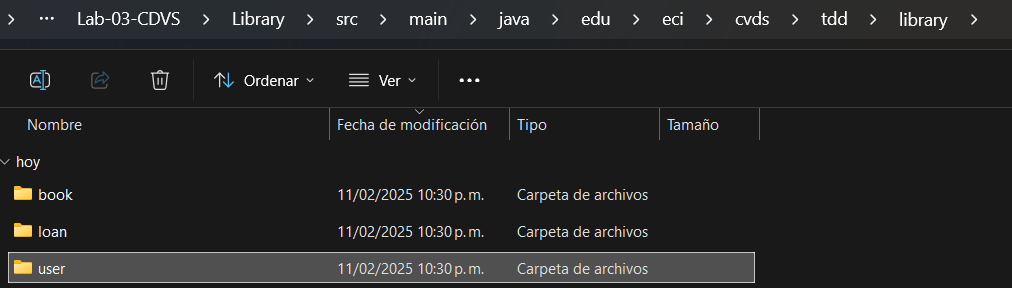 > ... Lab-03-CDVS > Library > src > main > java > edu > eci > cvds > tdd > library >
Ordenar Ver ...
Nombre Fecha de modificación Tipo Tamaño
hoy
book 11/02/2025 10:30 p. m. Carpeta de archivos
loan 11/02/2025 10:30 p. m. Carpeta de archivos
user 11/02/2025 10:30 p. m. Carpeta de archivos